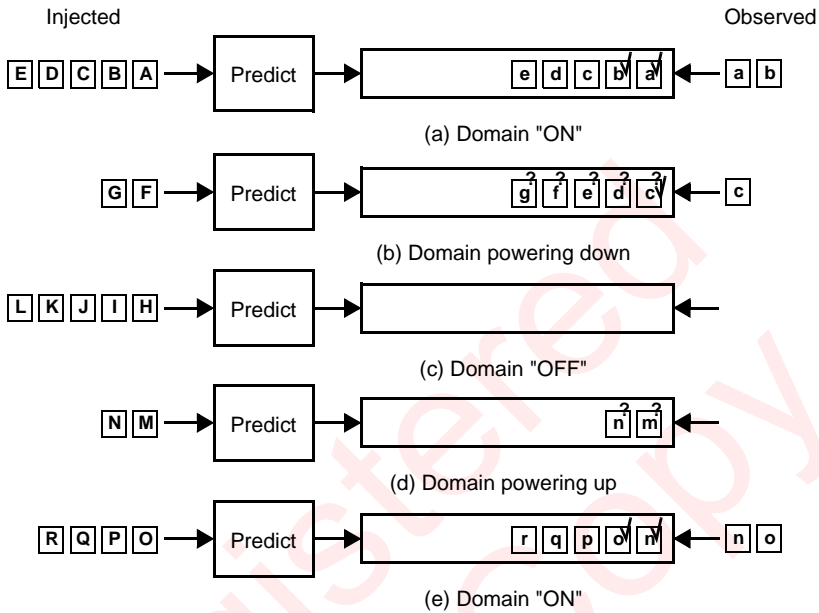 Injected Observed
E D C B A Predict e d c b√ a√ a b
(a) Domain "ON"
G F Predict g? f? e? d? c?√ c
(b) Domain powering down
L K J I H Predict
(c) Domain "OFF"
N M Predict n? m?
(d) Domain powering up
R Q P O Predict r q p o√ n√ n o
(e) Domain "ON"